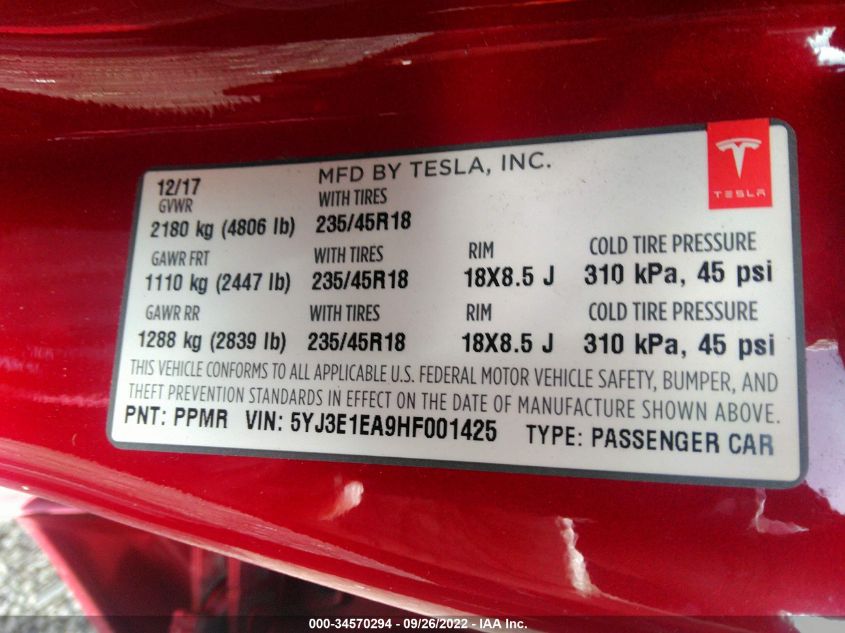 MFD BY TESLA, INC.
TESLA
12/17
GVWR WITH TIRES
2180 kg (4806 lb) 235/45R18
GAWR FRT WITH TIRES RIM COLD TIRE PRESSURE
1110 kg (2447 lb) 235/45R18 18X8.5 J 310 kPa, 45 psi
GAWR RR WITH TIRES RIM COLD TIRE PRESSURE
1288 kg (2839 lb) 235/45R18 18X8.5 J 310 kPa, 45 psi
THIS VEHICLE CONFORMS TO ALL APPLICABLE U.S. FEDERAL MOTOR VEHICLE SAFETY, BUMPER, AND
THEFT PREVENTION STANDARDS IN EFFECT ON THE DATE OF MANUFACTURE SHOWN ABOVE.
PNT: PPMR VIN: 5YJ3E1EA9HF001425 TYPE: PASSENGER CAR
000-34570294 - 09/26/2022 - IAA Inc.